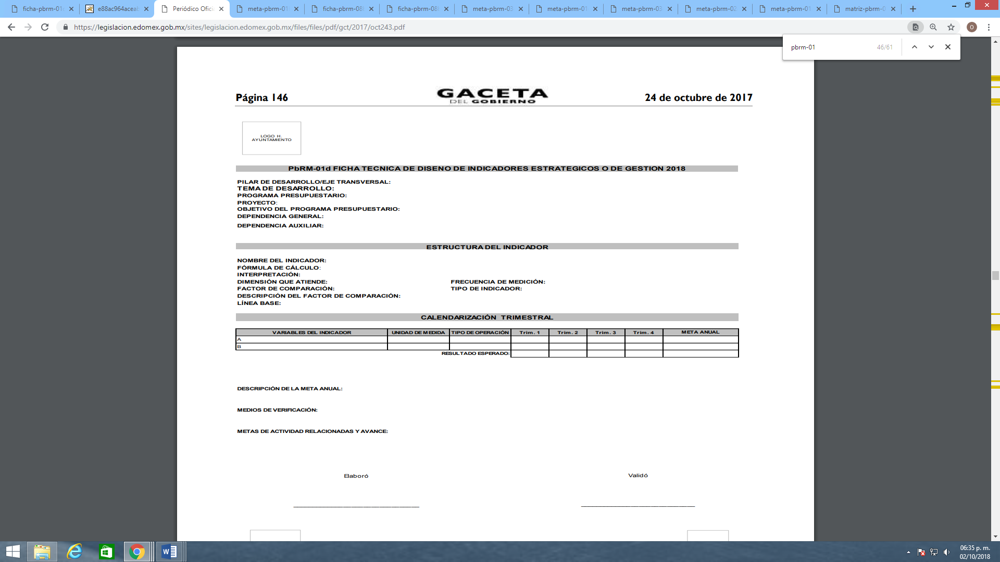 ficha-pbrm-01
e88ac964aceab
Periódico Ofici
meta-pbrm-01
ficha-pbrm-08
ficha-pbrm-08
meta-pbrm-03
meta-pbrm-01
meta-pbrm-03
meta-pbrm-02
meta-pbrm-01
matriz-pbrm-0
https://legislacion.edomex.gob.mx/sites/legislacion.edomex.gob.mx/files/files/pdf/gct/2017/oct243.pdf
O
pbrm-01 46/61
Página 146
GACETA
DEL GOBIERNO
24 de octubre de 2017
LOGO H.
AYUNTAMIENTO
PbRM-01d FICHA TECNICA DE DISENO DE INDICADORES ESTRATEGICOS O DE GESTION 2018
PILAR DE DESARROLLO/EJE TRANSVERSAL:
TEMA DE DESARROLLO:
PROGRAMA PRESUPUESTARIO:
PROYECTO:
OBJETIVO DEL PROGRAMA PRESUPUESTARIO:
DEPENDENCIA GENERAL:
DEPENDENCIA AUXILIAR:
ESTRUCTURA DEL INDICADOR
NOMBRE DEL INDICADOR:
FÓRMULA DE CÁLCULO:
INTERPRETACIÓN:
DIMENSIÓN QUE ATIENDE: FRECUENCIA DE MEDICIÓN:
FACTOR DE COMPARACIÓN: TIPO DE INDICADOR:
DESCRIPCIÓN DEL FACTOR DE COMPARACIÓN:
LÍNEA BASE:
CALENDARIZACIÓN TRIMESTRAL
VARIABLES DEL INDICADOR UNIDAD DE MEDIDA TIPO DE OPERACIÓN Trim. 1 Trim. 2 Trim. 3 Trim. 4 META ANUAL
A
B
RESULTADO ESPERADO:
DESCRIPCIÓN DE LA META ANUAL:
MEDIOS DE VERIFICACIÓN:
METAS DE ACTIVIDAD RELACIONADAS Y AVANCE:
Elaboró Validó
06:35 p. m.
02/10/2018